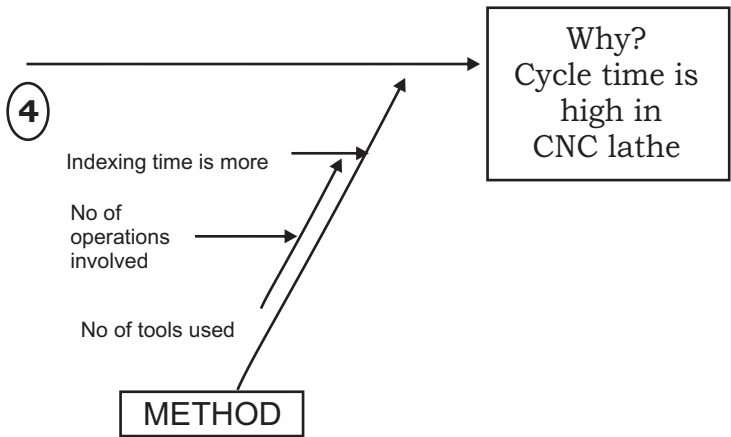 Why?
Cycle time is
high in
CNC lathe
4
Indexing time is more
No of
operations
involved
No of tools used
METHOD